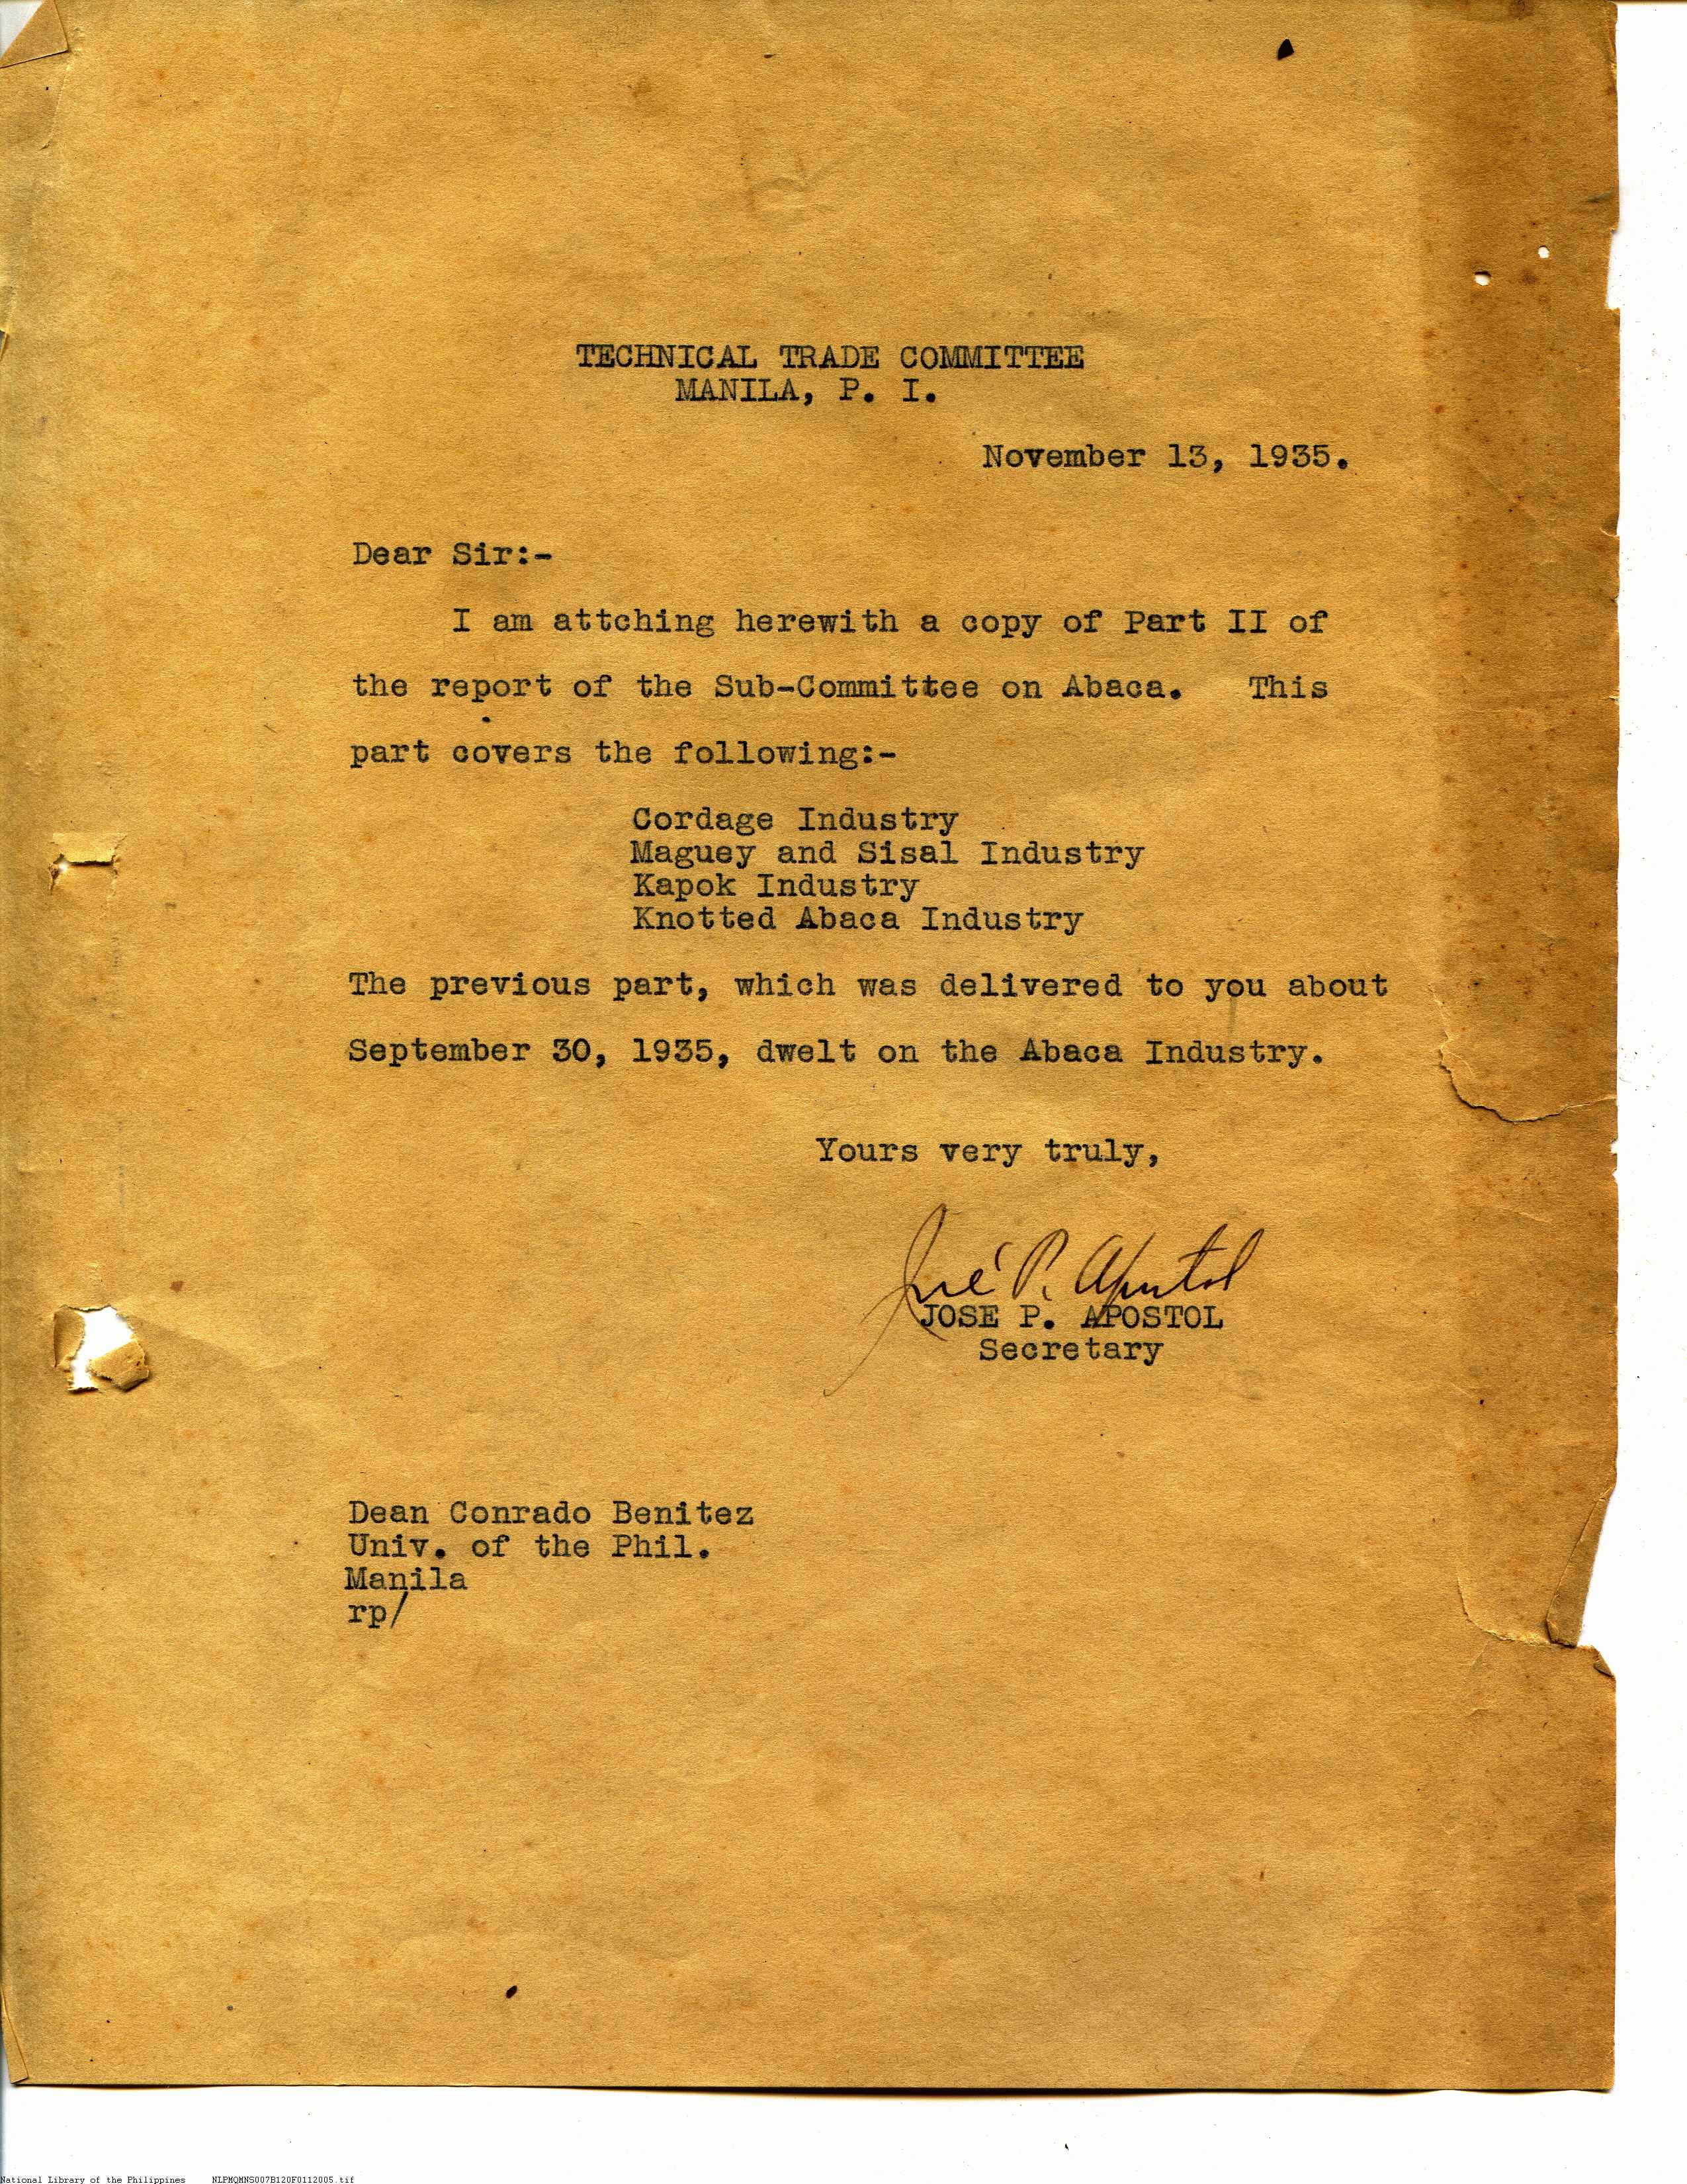 TECHNICAL TRADE COMMITTEE
MANILA, P. I.
November 13, 1935.
Dear Sir:-
I am attching herewith a copy of Part II of
the report of the Sub-Committee on Abaca. This
part covers the following:-
Cordage Industry
Maguey and Sisal Industry
Kapok Industry
Knotted Abaca Industry
The previous part, which was delivered to you about
September 30, 1935, dwelt on the Abaca Industry.
Yours very truly,
José P. Apostol
JOSE P. APOSTOL
Secretary
Dean Conrado Benitez
Univ. of the Phil.
Manila
rp/
National Library of the Philippines NLPMQMNS007B120F0112005.tif